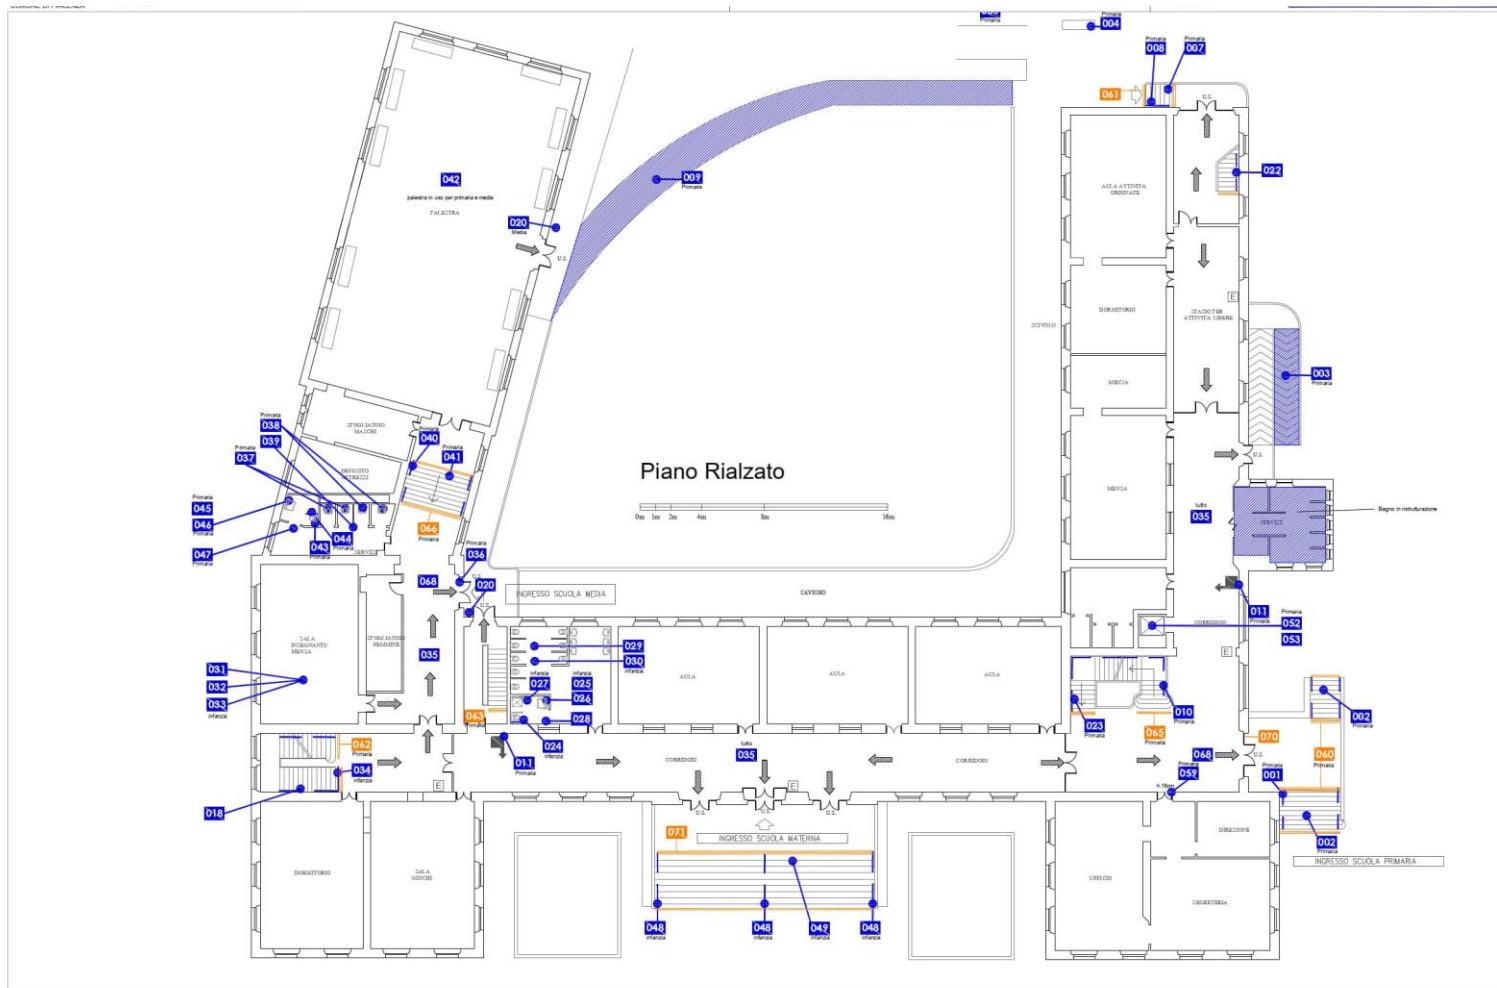 004
Primaria
Primaria
008
Primaria
007
061
U.S.
022
042
palestra in uso per primaria e media
PALESTRA
020
Media
U.S.
009
Primaria
AULA ATTIVITA
ORDINATE
DORMITORIO
SPAZIO PER
ATTIVITA LIBERE
E
SCIVOLO
003
Primaria
MENSA
Primaria
038
039
Primaria
037
SPOGLIATOIO
MASCHI
Primaria
040
Primaria
041
DEPOSITO
ATTREZZI
Piano Rialzato
0m 1m 2m 4m 8m 16m
MENSA
U.S.
tutto
035
SERVIZI
Bagno in ristrutturazione
Primaria
045
046
Primaria
047
Primaria
043
Primaria
044
Primaria
SERVIZI
066
Primaria
Primaria
036
068
U.S.
020
U.S.
INGRESSO SCUOLA MEDIA
CAVEDIO
011
Primaria
Primaria
052
053
CORRIDOIO
E
SALA
INSEGNANTI
MENSA
SPOGLIATOIO
FEMMINE
035
031
032
033
infanzia
029
030
infanzia
infanzia
027
infanzia
025
026
028
024
infanzia
AULA
AULA
AULA
063
Primaria
023
Primaria
010
Primaria
065
Primaria
002
Primaria
062
Primaria
034
infanzia
018
E
011
Primaria
CORRIDOIO
tutto
035
E
CORRIDOIO
068
059
h.18cm
070
U.S.
060
Primaria
001
Primaria
002
Primaria
U.S.
U.S.
U.S.
071
INGRESSO SCUOLA MATERNA
INGRESSO SCUOLA PRIMARIA
DORMITORIO
SALA
GIOCHI
UFFICIO
DIREZIONE
SEGRETERIA
048
infanzia
048
infanzia
049
infanzia
048
infanzia